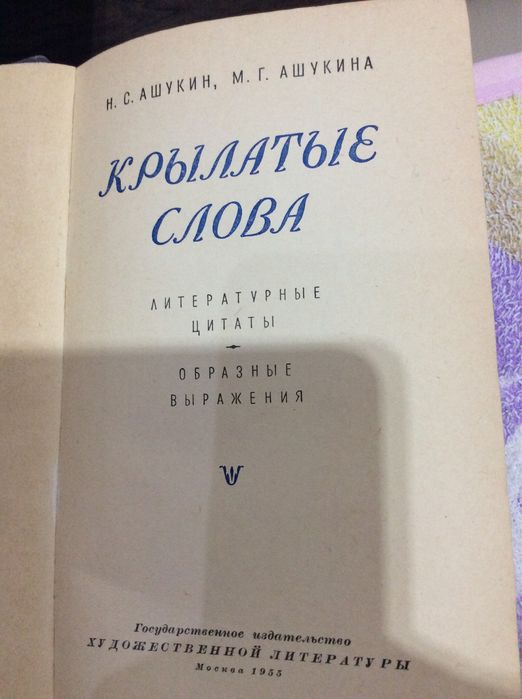 Н. С. АШУКИН, М. Г. АШУКИНА
КРЫЛАТЫЕ
СЛОВА
ЛИТЕРАТУРНЫЕ
ЦИТАТЫ
ОБРАЗНЫЕ
ВЫРАЖЕНИЯ
Государственное издательство
ХУДОЖЕСТВЕННОЙ ЛИТЕРАТУРЫ
Москва 1955